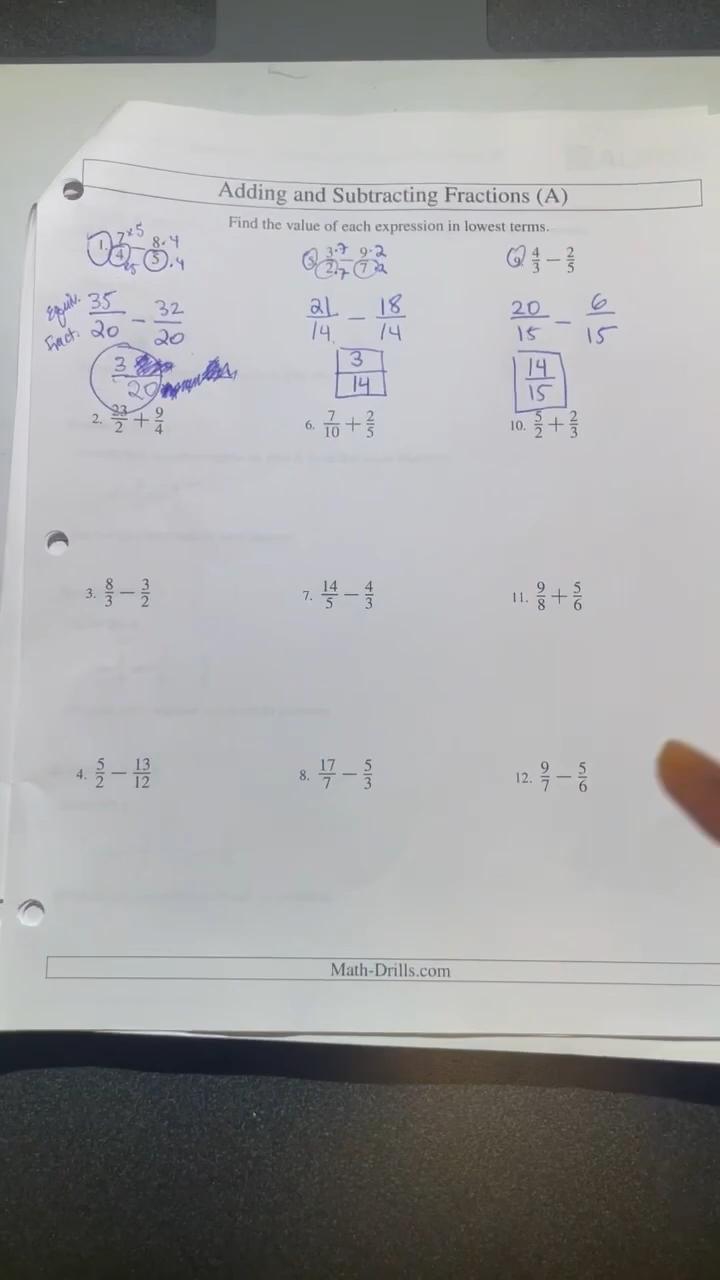 Adding and Subtracting Fractions (A)
Find the value of each expression in lowest terms.
1. 7×5/4×5 − 8·4/5·4
35/20 − 32/20
Equiv.
Fract.
3/20
5. 3·7/2·7 − 9·2/7·2
21/14 − 18/14
3/14
9. 4/3 − 2/5
20/15 − 6/15
14/15
2. 23/2 + 9/4
6. 7/10 + 2/5
10. 5/2 + 2/3
3. 8/3 − 3/2
7. 14/5 − 4/3
11. 9/8 + 5/6
4. 5/2 − 13/12
8. 17/7 − 5/3
12. 9/7 − 5/6
Math-Drills.com